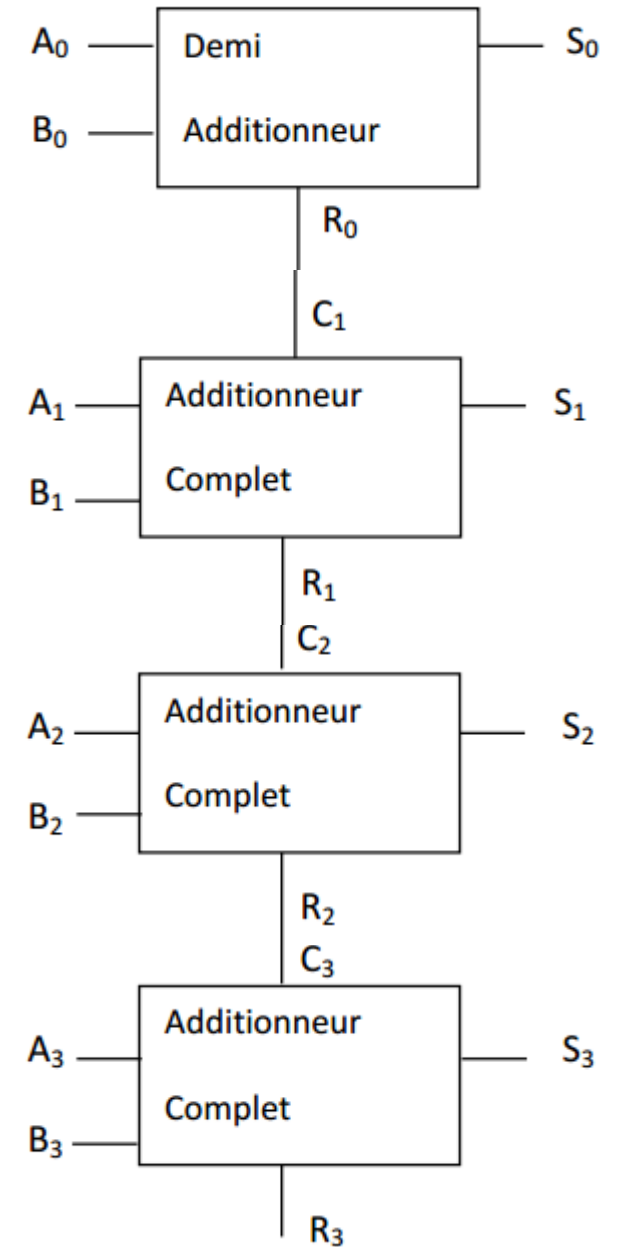 A₀ Demi S₀
B₀ Additionneur
R₀
C₁
A₁ Additionneur S₁
B₁ Complet
R₁
C₂
A₂ Additionneur S₂
B₂ Complet
R₂
C₃
A₃ Additionneur S₃
B₃ Complet
R₃